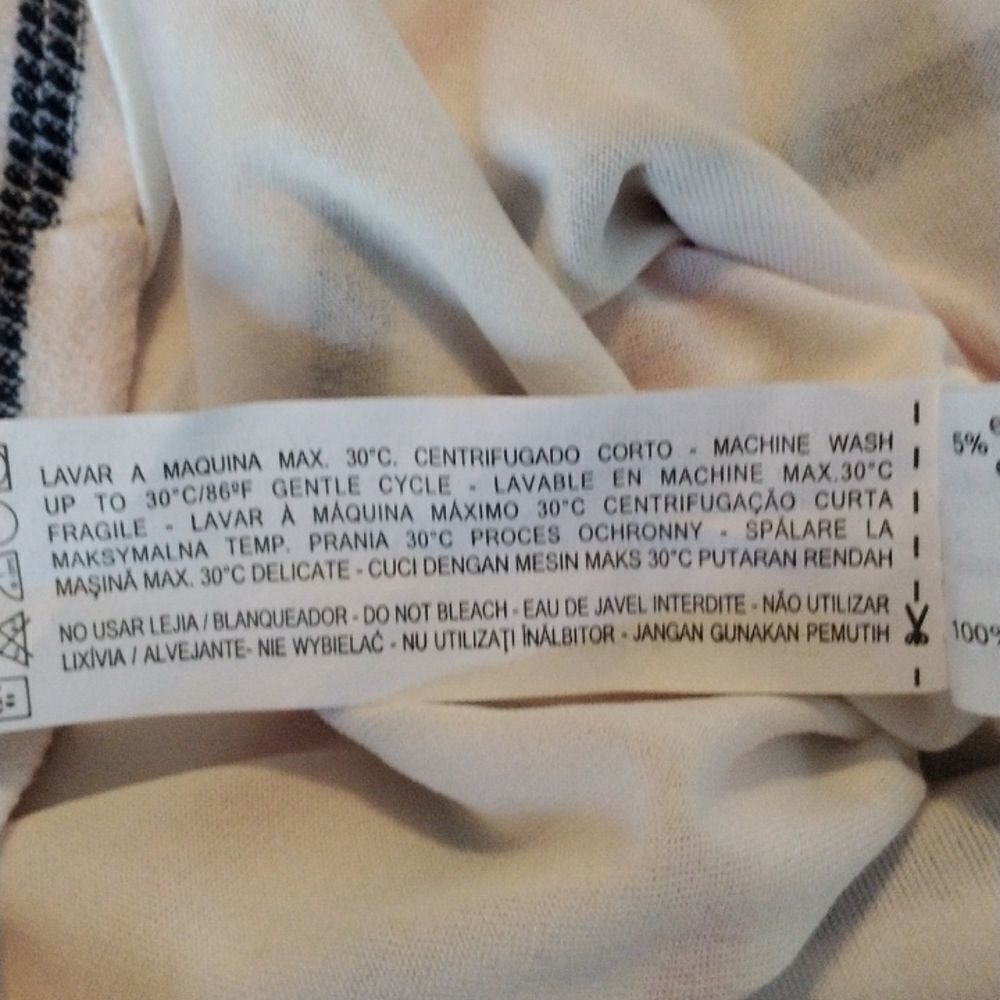 LAVAR A MAQUINA MAX. 30°C. CENTRIFUGADO CORTO - MACHINE WASH
UP TO 30°C/86ºF GENTLE CYCLE - LAVABLE EN MACHINE MAX.30°C
FRAGILE - LAVAR À MÁQUINA MÁXIMO 30°C CENTRIFUGAÇÃO CURTA
MAKSYMALNA TEMP. PRANIA 30°C PROCES OCHRONNY - SPĂLARE LA
MAŞINĂ MAX. 30°C DELICATE - CUCI DENGAN MESIN MAKS 30°C PUTARAN RENDAH
NO USAR LEJIA / BLANQUEADOR - DO NOT BLEACH - EAU DE JAVEL INTERDITE - NÃO UTILIZAR
LIXÍVIA / ALVEJANTE- NIE WYBIELAĆ - NU UTILIZAȚI ÎNĂLBITOR - JANGAN GUNAKAN PEMUTIH
5%
100%